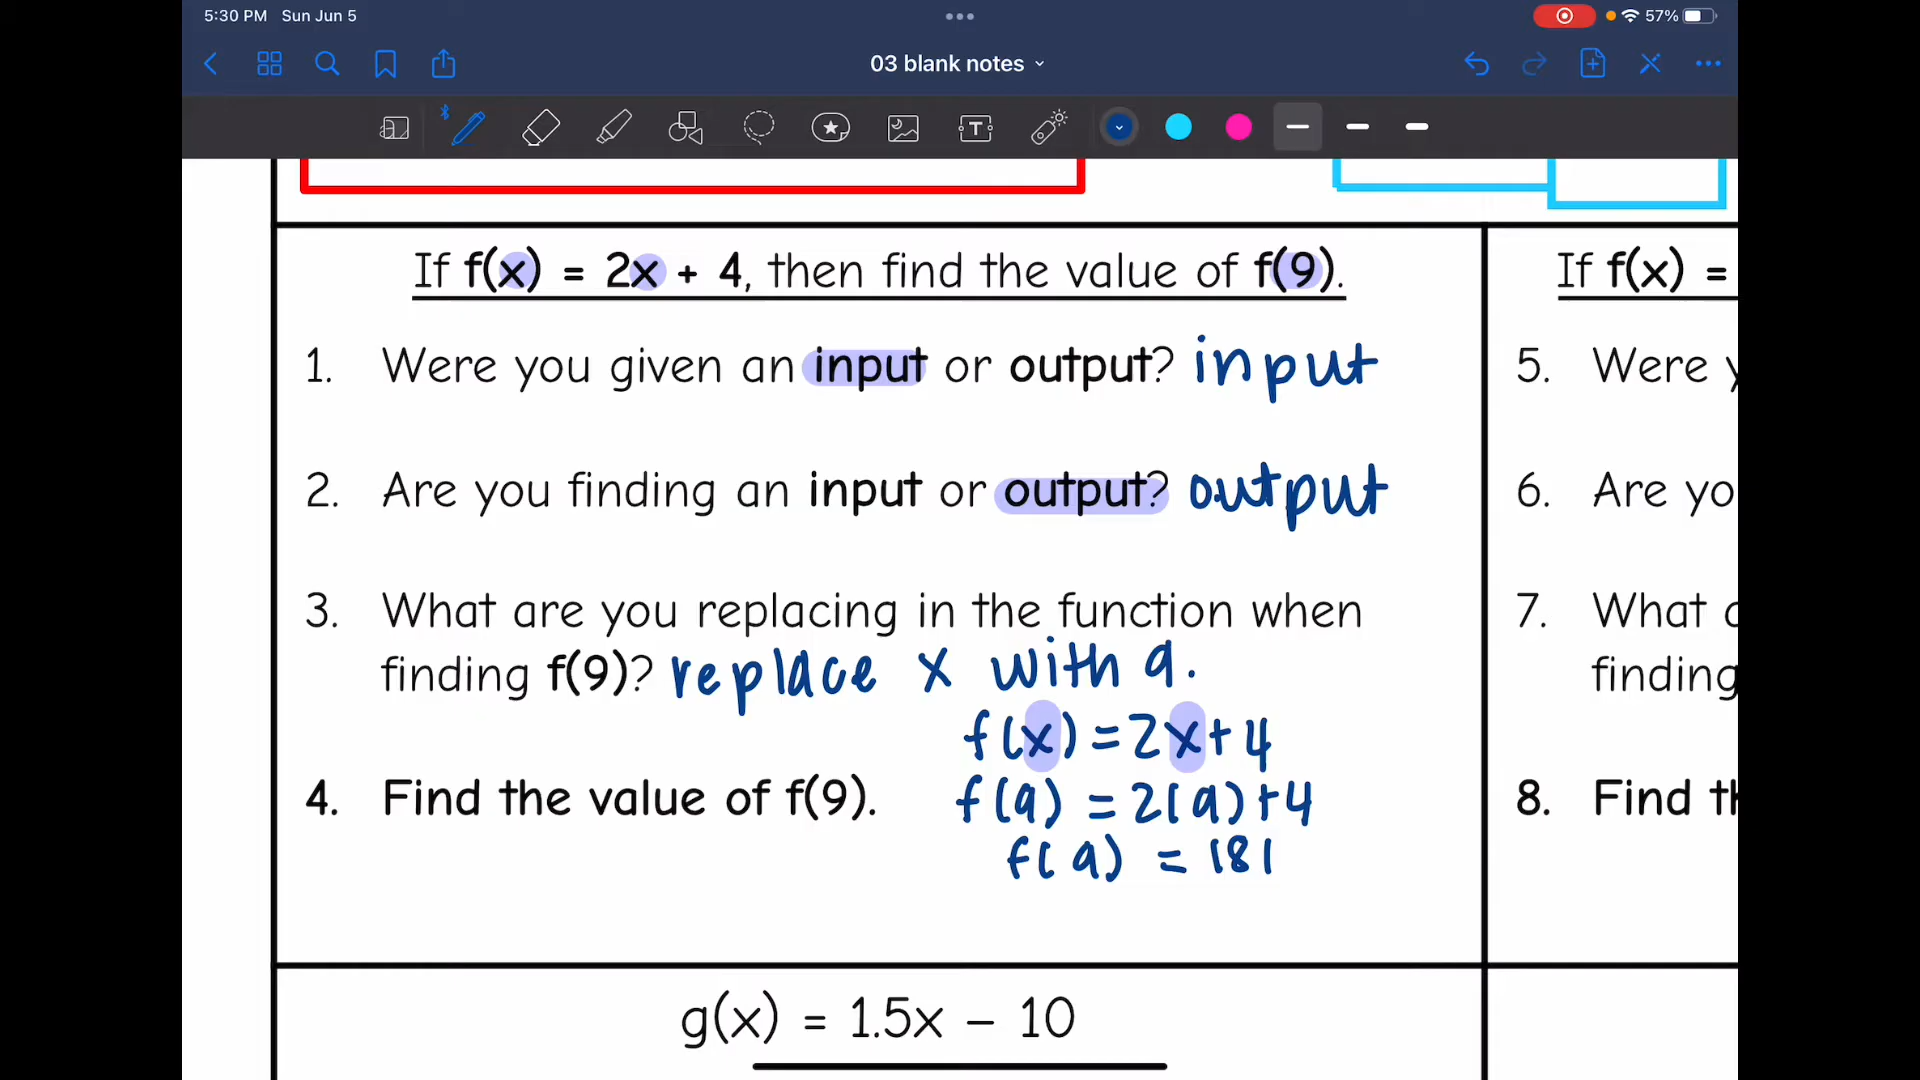 5:30 PM Sun Jun 5
57%
03 blank notes
T
If f(x) = 2x + 4, then find the value of f(9).
1. Were you given an input or output? input
2. Are you finding an input or output? output
3. What are you replacing in the function when
finding f(9)? replace x with 9.
f(x) = 2x+4
4. Find the value of f(9).
f(9) = 2(9)+4
f(9) = 181
g(x) = 1.5x – 10
If f(x) =
5. Were y
6. Are yo
7. What
finding
8. Find th